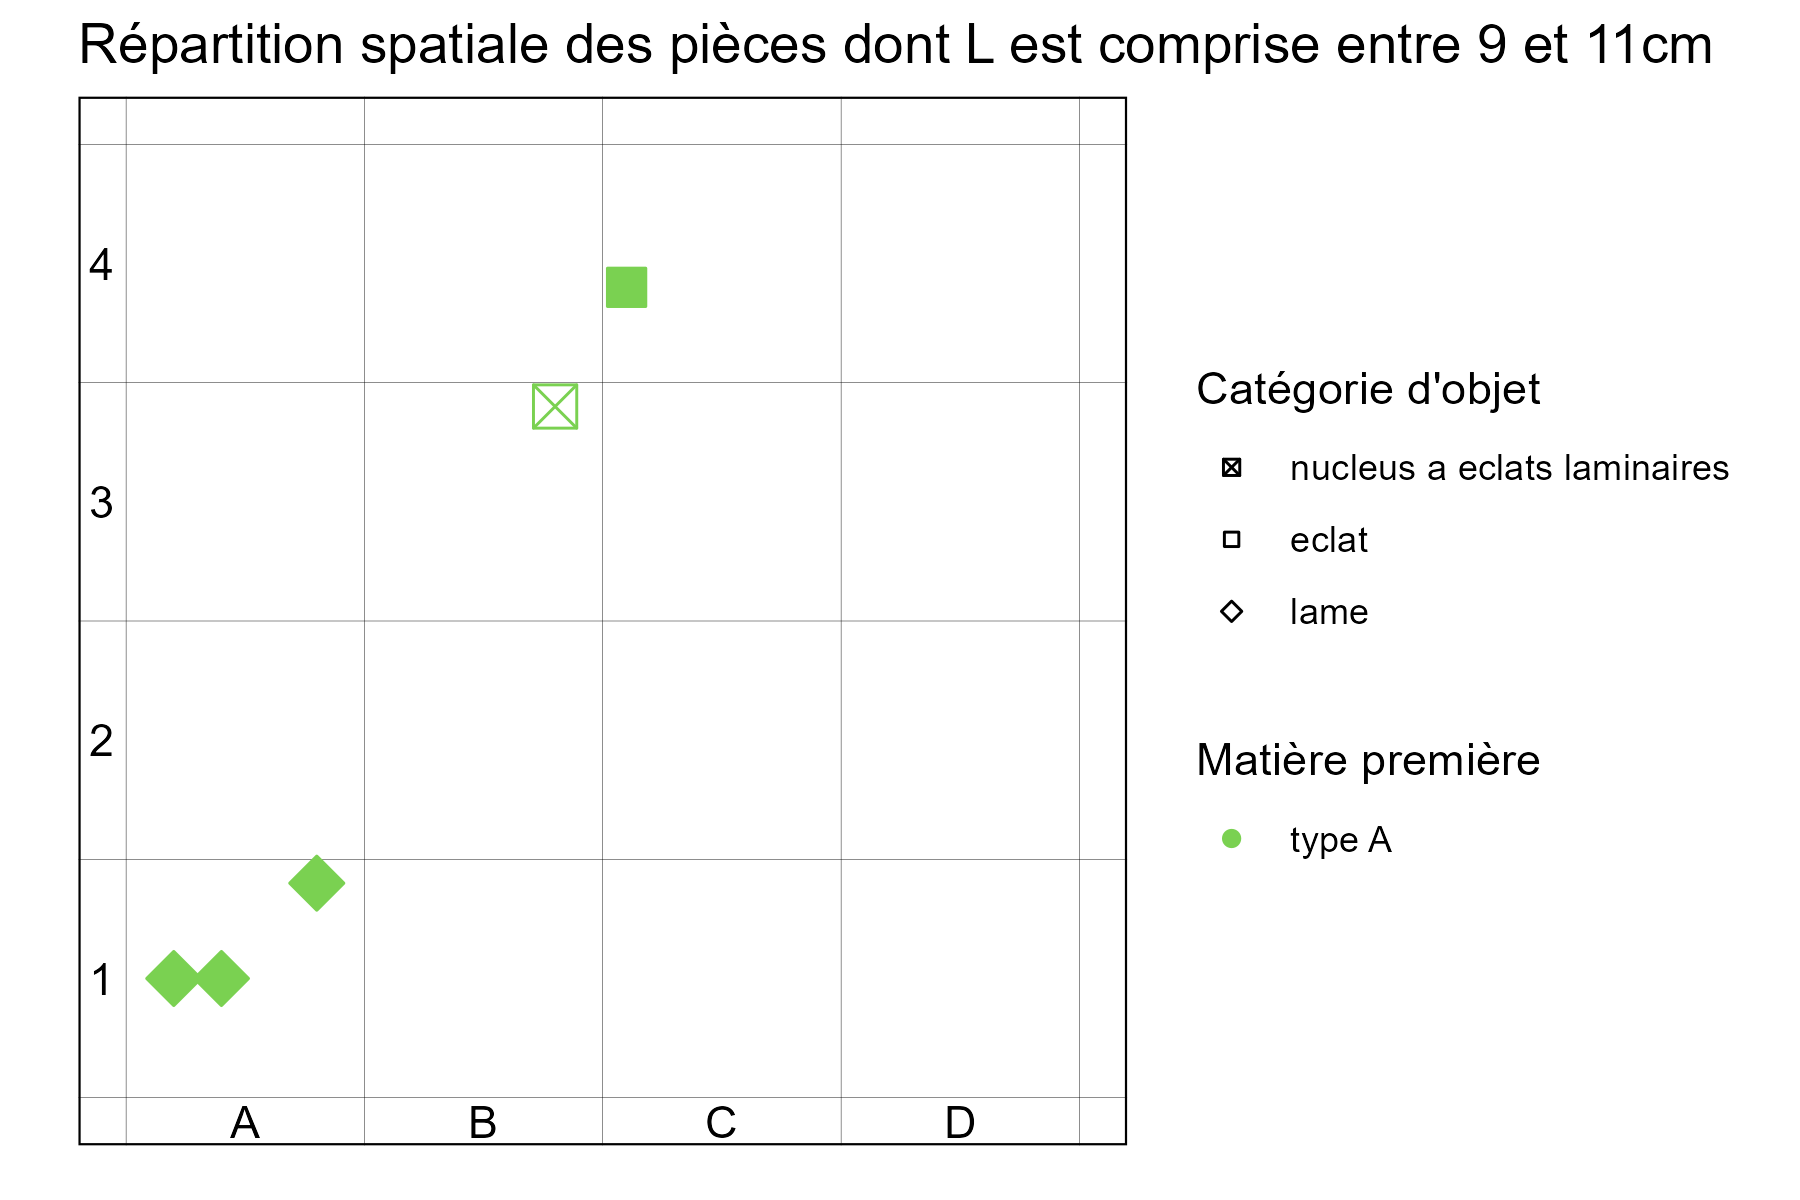 Répartition spatiale des pièces dont L est comprise entre 9 et 11cm
4
3
2
1
A B C D
Catégorie d'objet
nucleus a eclats laminaires
eclat
lame
Matière première
type A